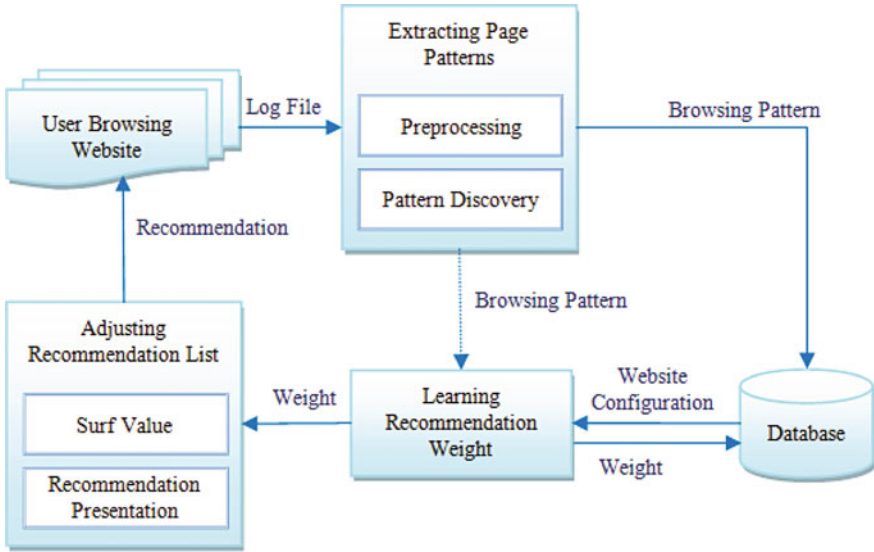 Extracting Page
Patterns
Preprocessing
Pattern Discovery
User Browsing
Website
Log File
Browsing Pattern
Recommendation
Browsing Pattern
Adjusting
Recommendation List
Surf Value
Recommendation
Presentation
Weight
Learning
Recommendation
Weight
Website
Configuration
Weight
Database